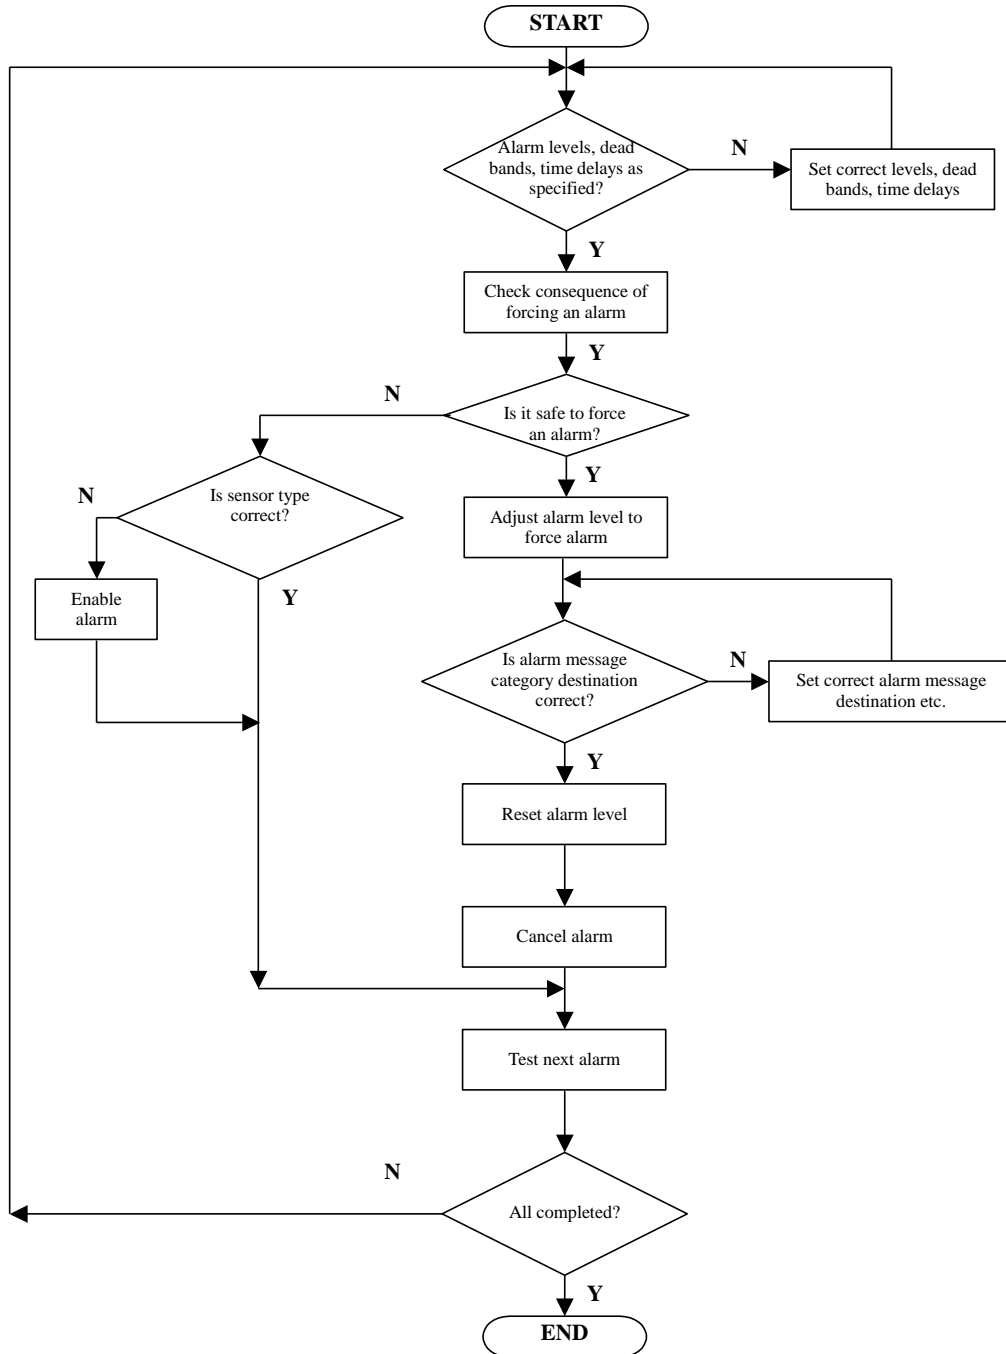 START
Alarm levels, dead
bands, time delays as
specified?
N
Set correct levels, dead
bands, time delays
Y
Check consequence of
forcing an alarm
Y
N
Is it safe to force
an alarm?
Y
N
Is sensor type
correct?
Adjust alarm level to
force alarm
Enable
alarm
Y
Is alarm message
category destination
correct?
N
Set correct alarm message
destination etc.
Y
Reset alarm level
Cancel alarm
Test next alarm
N
All completed?
Y
END